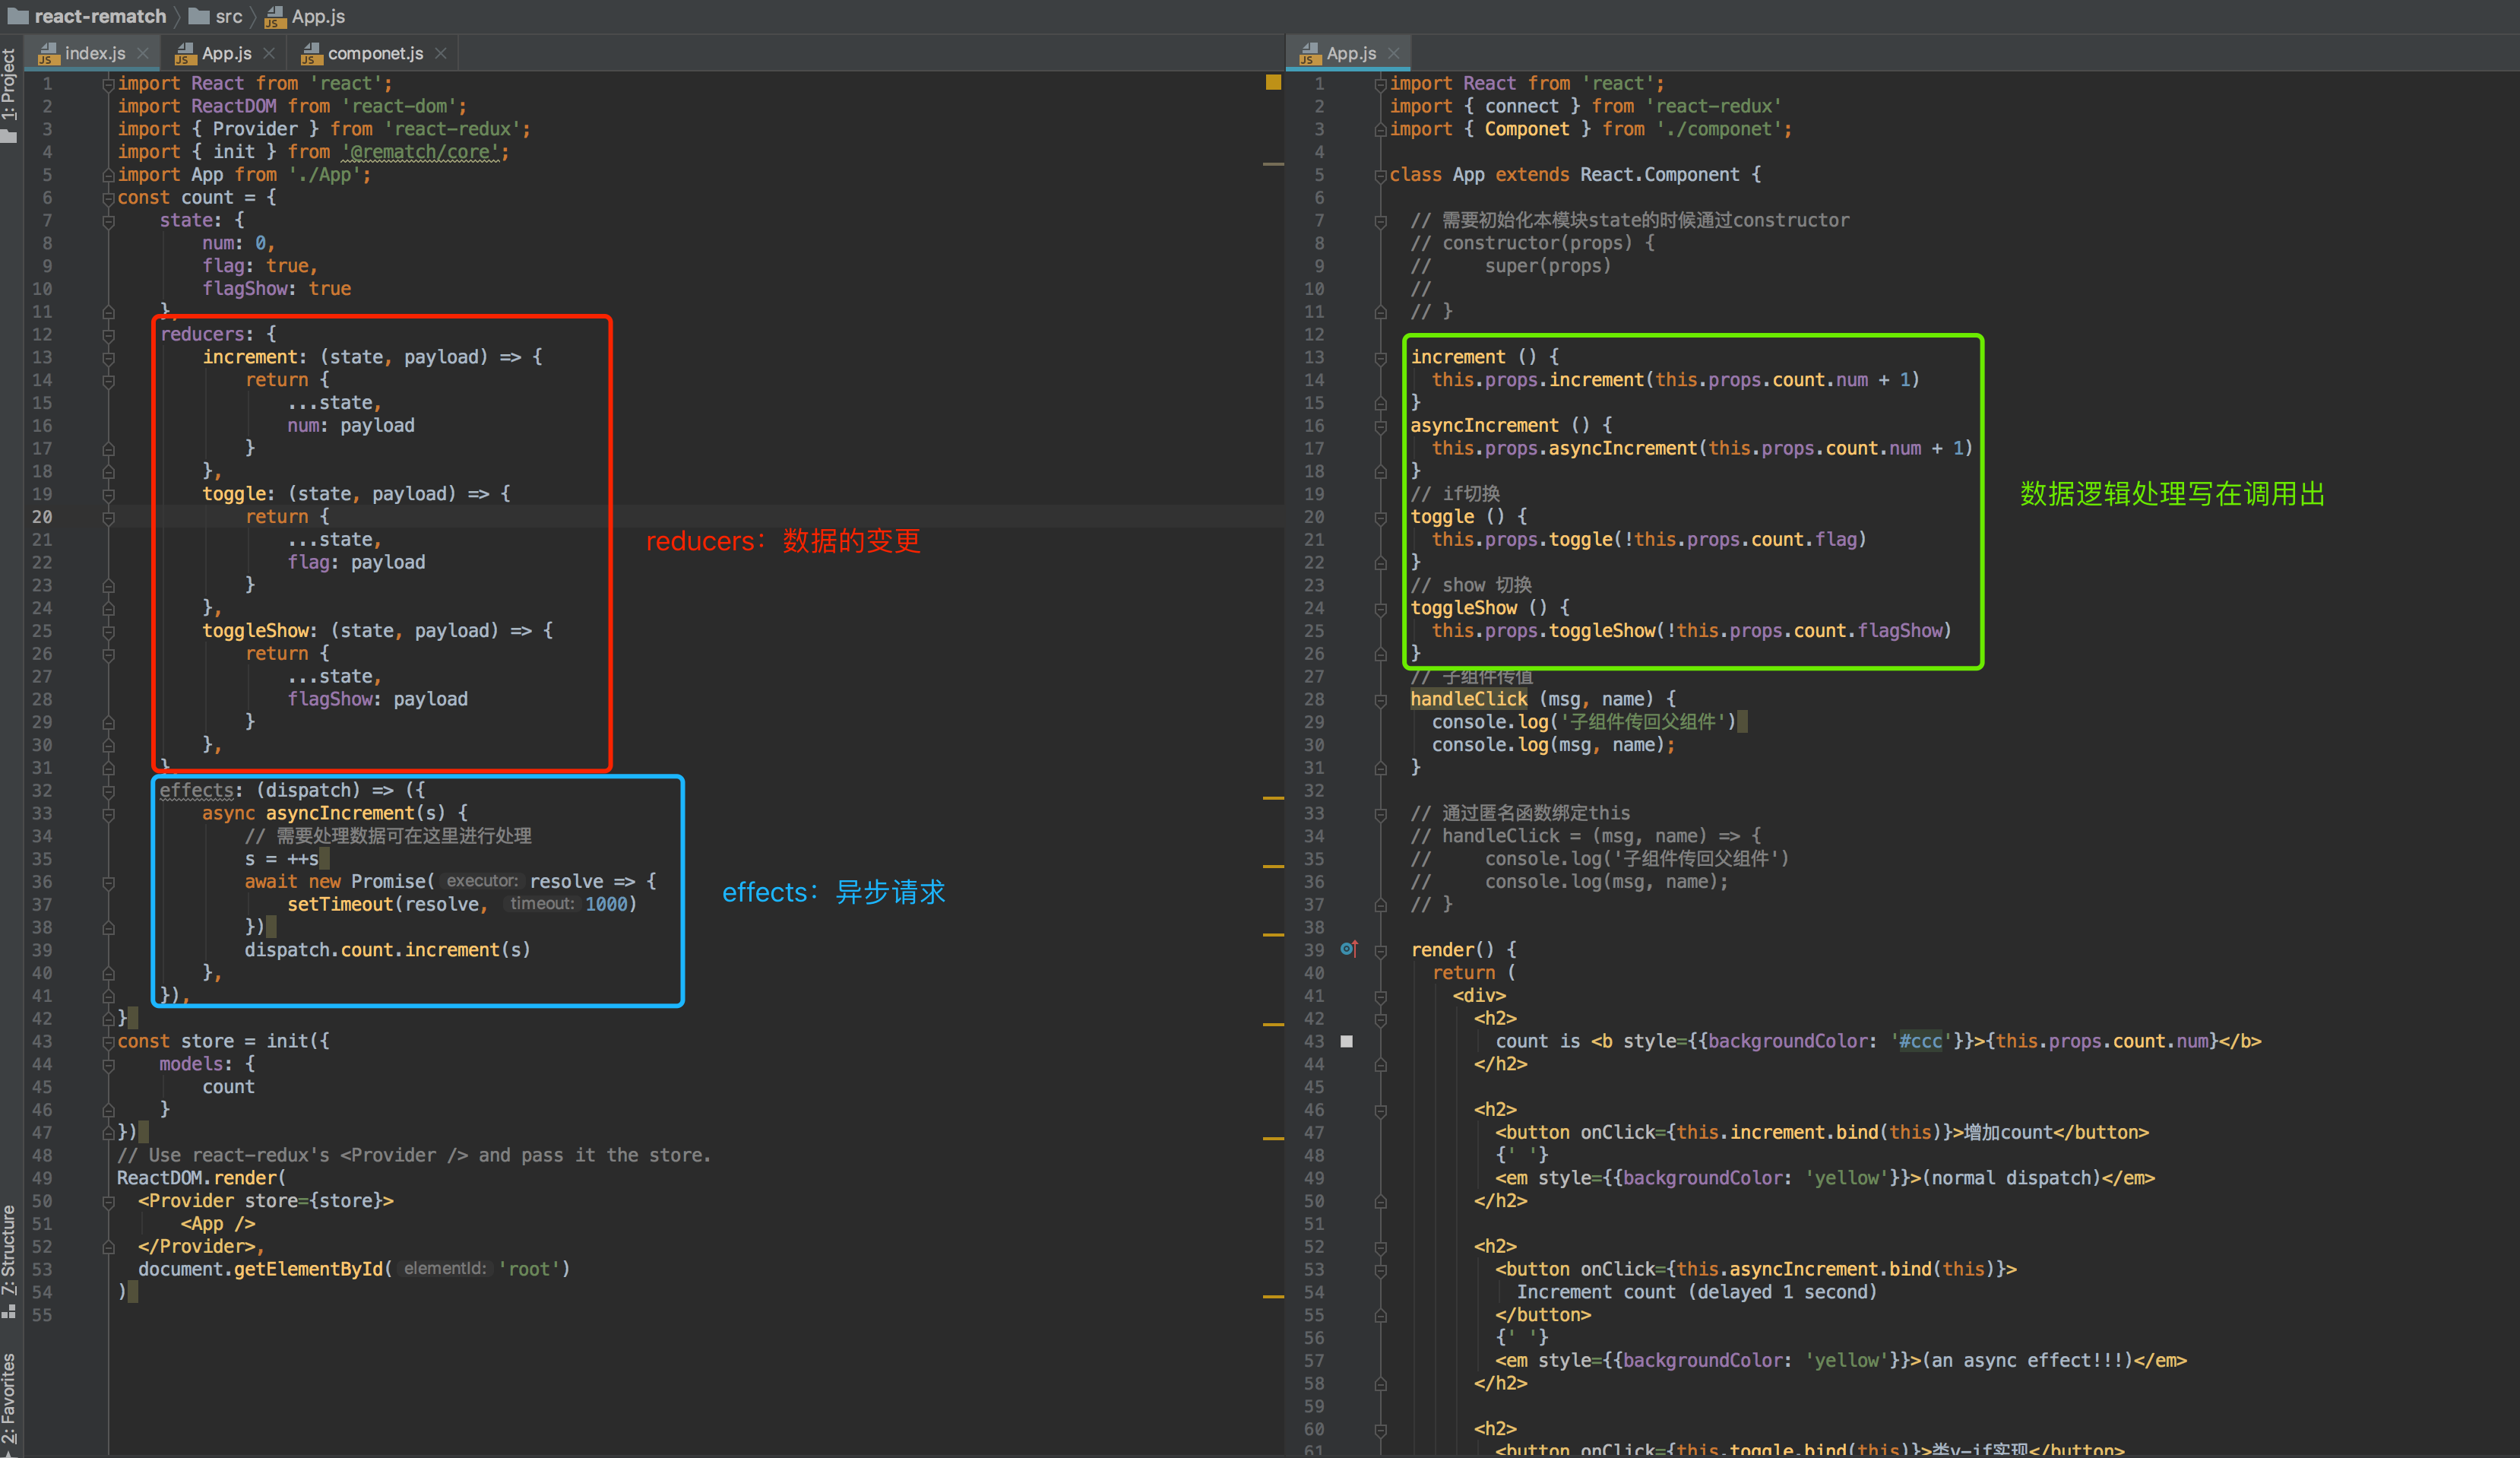 react-rematch src App.js
index.js App.js componet.js
1: Project
Z: Structure
2: Favorites
1 import React from 'react';
2 import ReactDOM from 'react-dom';
3 import { Provider } from 'react-redux';
4 import { init } from '@rematch/core';
5 import App from './App';
6 const count = {
7 state: {
8 num: 0,
9 flag: true,
10 flagShow: true
11 },
12 reducers: {
13 increment: (state, payload) => {
14 return {
15 ...state,
16 num: payload
17 }
18 },
19 toggle: (state, payload) => {
20 return {
21 ...state,
22 flag: payload
23 }
24 },
25 toggleShow: (state, payload) => {
26 return {
27 ...state,
28 flagShow: payload
29 }
30 },
31 },
32 effects: (dispatch) => ({
33 async asyncIncrement(s) {
34 // 需要处理数据可在这里进行处理
35 s = ++s
36 await new Promise( executor: resolve => {
37 setTimeout(resolve, timeout: 1000)
38 })
39 dispatch.count.increment(s)
40 },
41 }),
42 }
43 const store = init({
44 models: {
45 count
46 }
47 })
48 // Use react-redux's <Provider /> and pass it the store.
49 ReactDOM.render(
50 <Provider store={store}>
51 <App />
52 </Provider>,
53 document.getElementById( elementId: 'root')
54 )
55
reducers：数据的变更
effects：异步请求
App.js
1 import React from 'react';
2 import { connect } from 'react-redux'
3 import { Componet } from './componet';
4
5 class App extends React.Component {
6
7 // 需要初始化本模块state的时候通过constructor
8 // constructor(props) {
9 // super(props)
10 //
11 // }
12
13 increment () {
14 this.props.increment(this.props.count.num + 1)
15 }
16 asyncIncrement () {
17 this.props.asyncIncrement(this.props.count.num + 1)
18 }
19 // if切换
20 toggle () {
21 this.props.toggle(!this.props.count.flag)
22 }
23 // show 切换
24 toggleShow () {
25 this.props.toggleShow(!this.props.count.flagShow)
26 }
27 // 子组件传值
28 handleClick (msg, name) {
29 console.log('子组件传回父组件')
30 console.log(msg, name);
31 }
32
33 // 通过匿名函数绑定this
34 // handleClick = (msg, name) => {
35 // console.log('子组件传回父组件')
36 // console.log(msg, name);
37 // }
38
39 render() {
40 return (
41 <div>
42 <h2>
43 count is <b style={{backgroundColor: '#ccc'}}>{this.props.count.num}</b>
44 </h2>
45
46 <h2>
47 <button onClick={this.increment.bind(this)}>增加count</button>
48 {' '}
49 <em style={{backgroundColor: 'yellow'}}>(normal dispatch)</em>
50 </h2>
51
52 <h2>
53 <button onClick={this.asyncIncrement.bind(this)}>
54 Increment count (delayed 1 second)
55 </button>
56 {' '}
57 <em style={{backgroundColor: 'yellow'}}>(an async effect!!!)</em>
58 </h2>
59
60 <h2>
61 <button onClick={this.toggle.bind(this)}>类v-if实现</button>
数据逻辑处理写在调用出